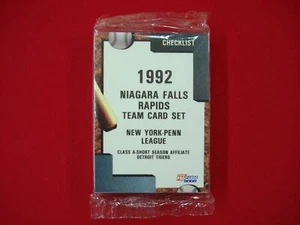 CHECKLIST
1992
NIAGARA FALLS
RAPIDS
TEAM CARD SET
NEW YORK-PENN
LEAGUE
CLASS A-SHORT SEASON AFFILIATE
DETROIT TIGERS